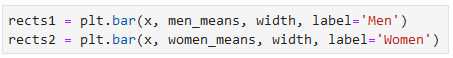 rects1 = plt.bar(x, men_means, width, label='Men')
rects2 = plt.bar(x, women_means, width, label='Women')